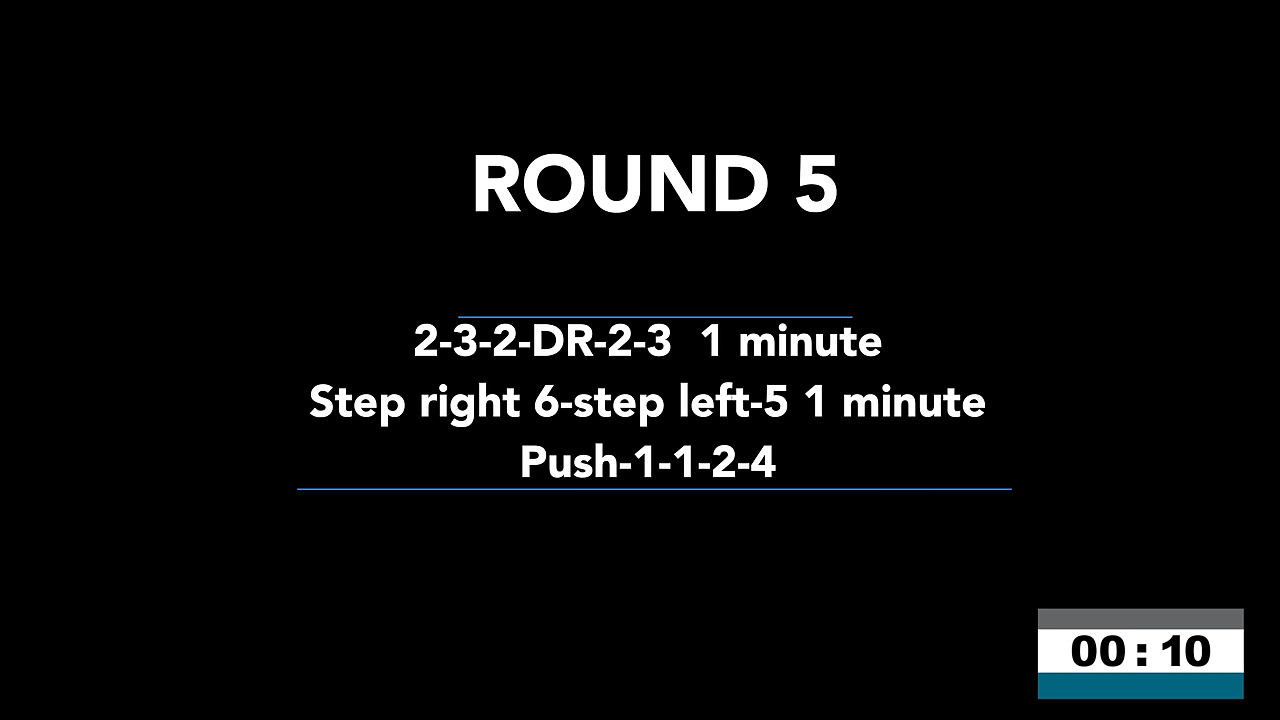 ROUND 5
2-3-2-DR-2-3  1 minute
Step right 6-step left-5 1 minute
Push-1-1-2-4
00:10